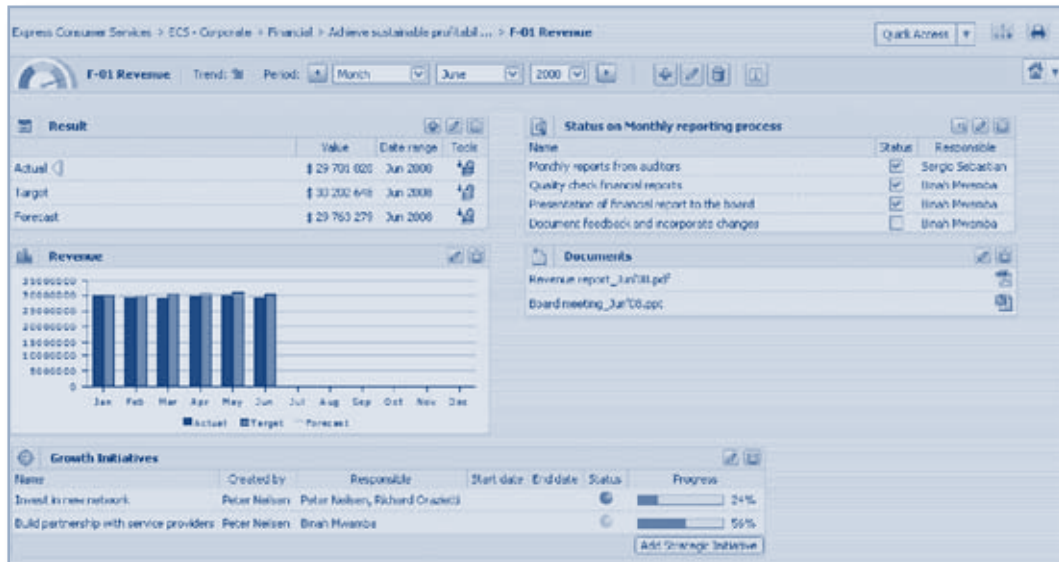 Express Consumer Services > ECS - Corporate > Financial > Achieve sustainable profitabil ... > F-01 Revenue
Quick Access
F-01 Revenue Trend: Period: Month June 2008
Result
Value Date range Tools
Actual $ 29 701 020 Jun 2008
Target $ 30 202 648 Jun 2008
Forecast $ 29 763 279 Jun 2008
Status on Monthly reporting process
Name Status Responsible
Monthly reports from auditors Sergio Sebastian
Quality check financial reports Binah Mwamba
Presentation of financial report to the board Binah Mwamba
Document feedback and incorporate changes Binah Mwamba
Revenue
35000000
30000000
25000000
20000000
15000000
10000000
5000000
0
Jan Feb Mar Apr May Jun Jul Aug Sep Oct Nov Dec
Actual Target Forecast
Documents
Revenue report_Jun'08.pdf
Board meeting_Jun'08.ppt
Growth Initiatives
Name Created by Responsible Start date End date Status Progress
Invest in new network Peter Neilsen Peter Neilsen, Richard 24%
Build partnership with service providers Peter Neilsen Binah Mwamba 56%
Add Strategic Initiative